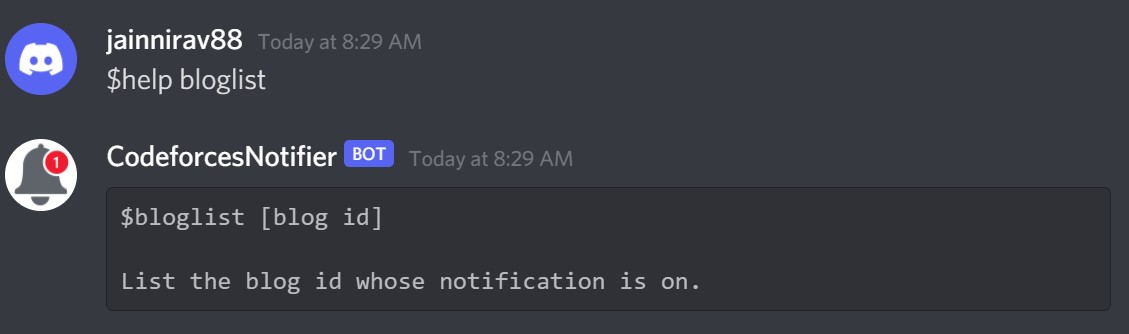 jainnirav88 Today at 8:29 AM
$help bloglist
1
CodeforcesNotifier BOT Today at 8:29 AM
$bloglist [blog id]
List the blog id whose notification is on.